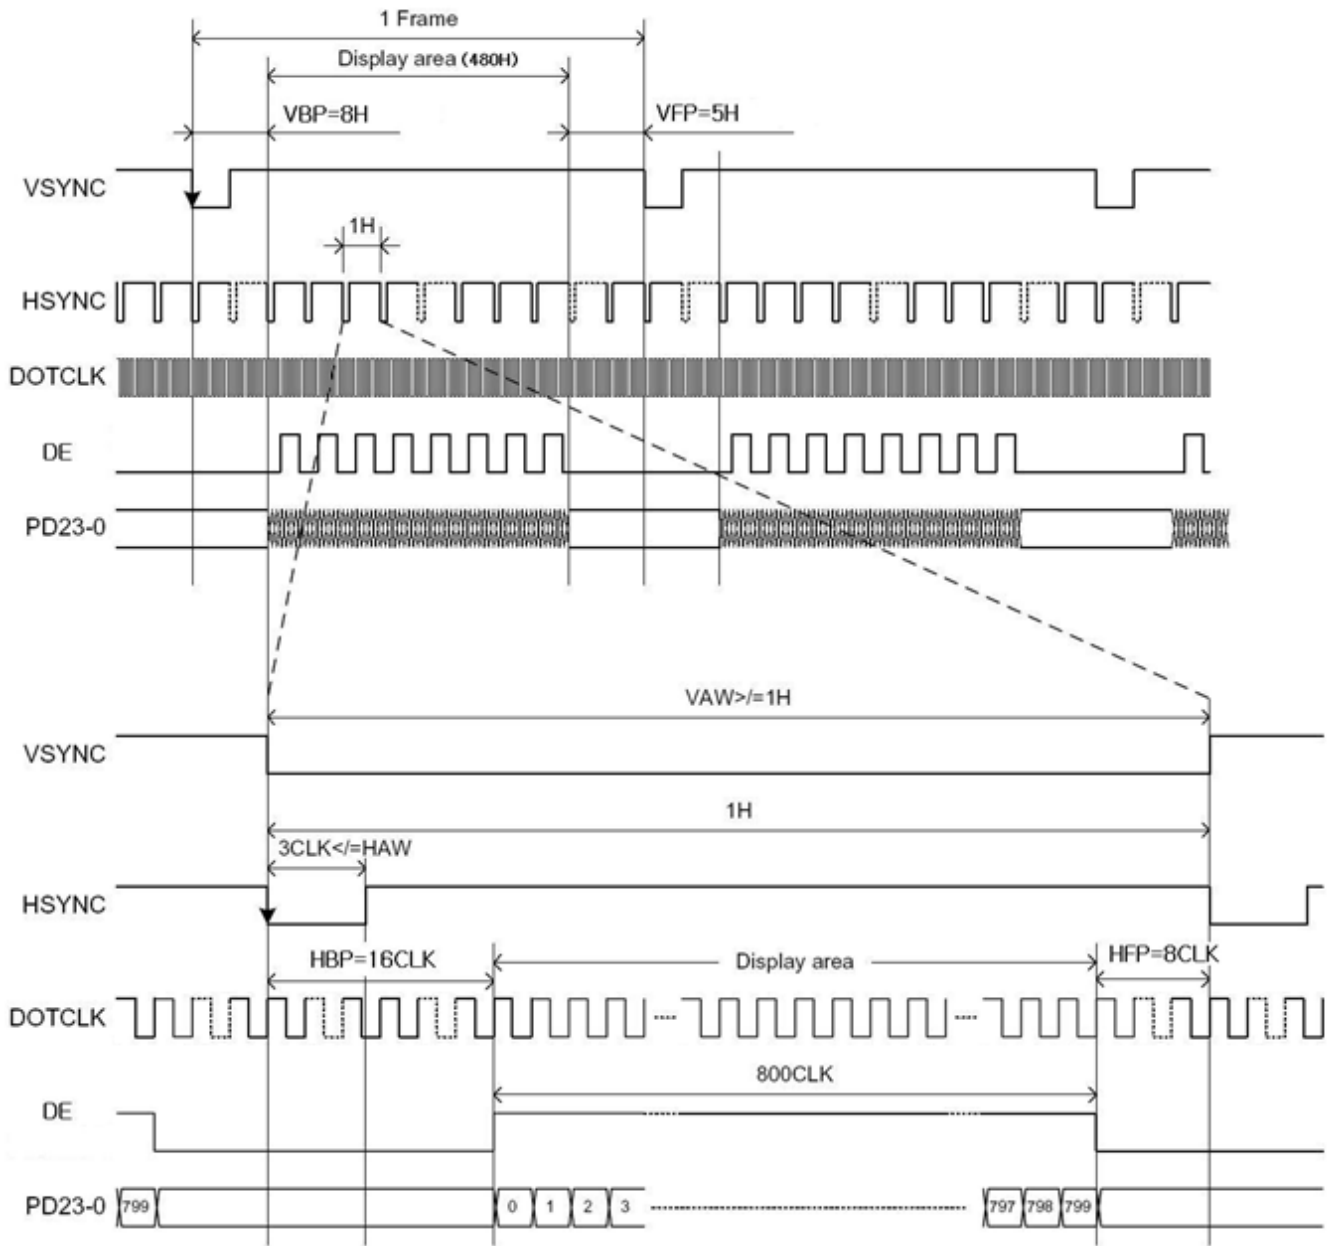 1 Frame
Display area (480H)
VBP=8H
VFP=5H
VSYNC
1H
HSYNC
DOTCLK
DE
PD23-0
VAW>/=1H
VSYNC
1H
3CLK</=HAW
HSYNC
HBP=16CLK
Display area
HFP=8CLK
DOTCLK
800CLK
DE
PD23-0 799 0 1 2 3 797 798 799